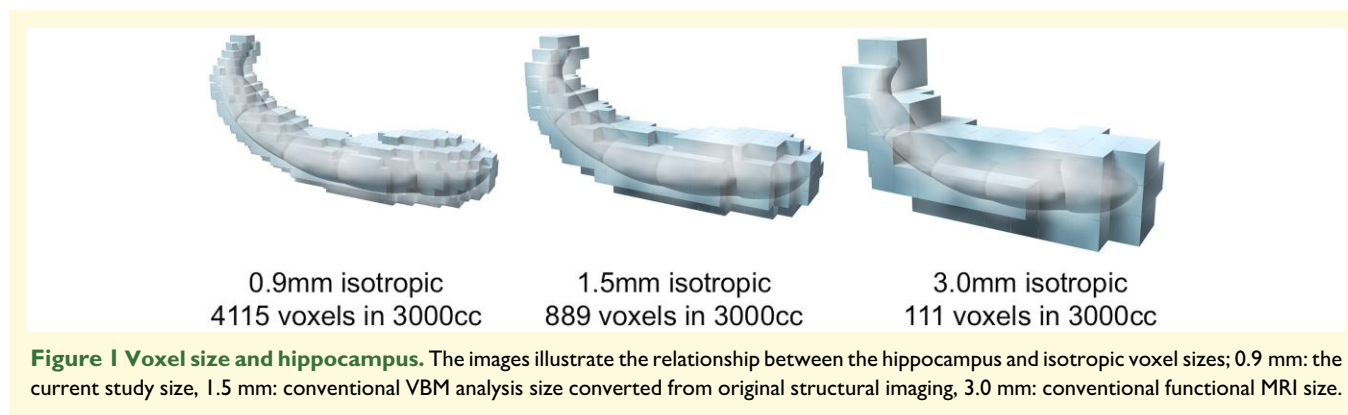 0.9mm isotropic
4115 voxels in 3000cc
1.5mm isotropic
889 voxels in 3000cc
3.0mm isotropic
111 voxels in 3000cc
Figure 1 Voxel size and hippocampus. The images illustrate the relationship between the hippocampus and isotropic voxel sizes; 0.9 mm: the
current study size, 1.5 mm: conventional VBM analysis size converted from original structural imaging, 3.0 mm: conventional functional MRI size.